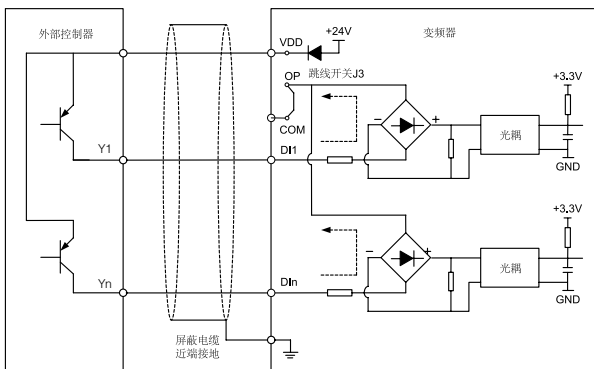 外部控制器
变频器
+24V
VDD
OP
跳线开关J3
COM
+3.3V
Y1
DI1
− +
光耦
GND
+3.3V
Yn
DIn
− +
光耦
GND
屏蔽电缆
近端接地